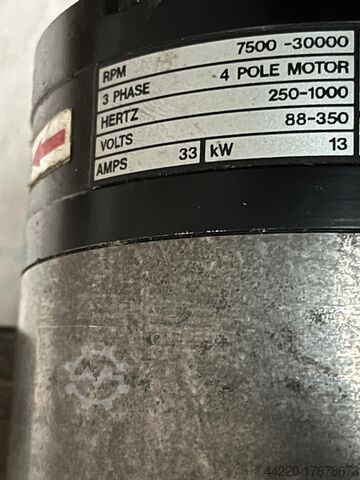 RPM 7500 -30000
3 PHASE 4 POLE MOTOR
HERTZ 250-1000
VOLTS 88-350
AMPS 33 kW 13
44220-17678673